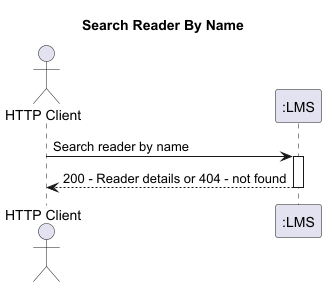 Search Reader By Name
HTTP Client
:LMS
Search reader by name
200 - Reader details or 404 - not found
HTTP Client
:LMS